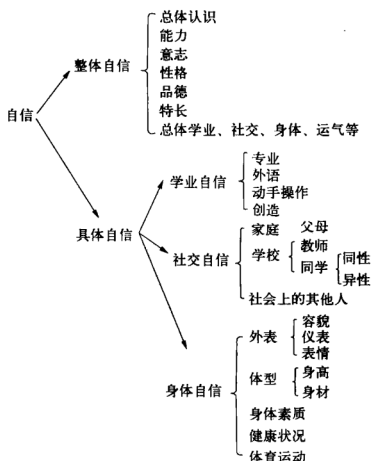 自信
整体自信
总体认识
能力
意志
性格
品德
特长
总体学业、社交、身体、运气等
具体自信
学业自信
专业
外语
动手操作
创造
社交自信
家庭 父母
学校
教师
同学
同性
异性
社会上的其他人
身体自信
外表
容貌
仪表
表情
体型
身高
身材
身体素质
健康状况
体育运动